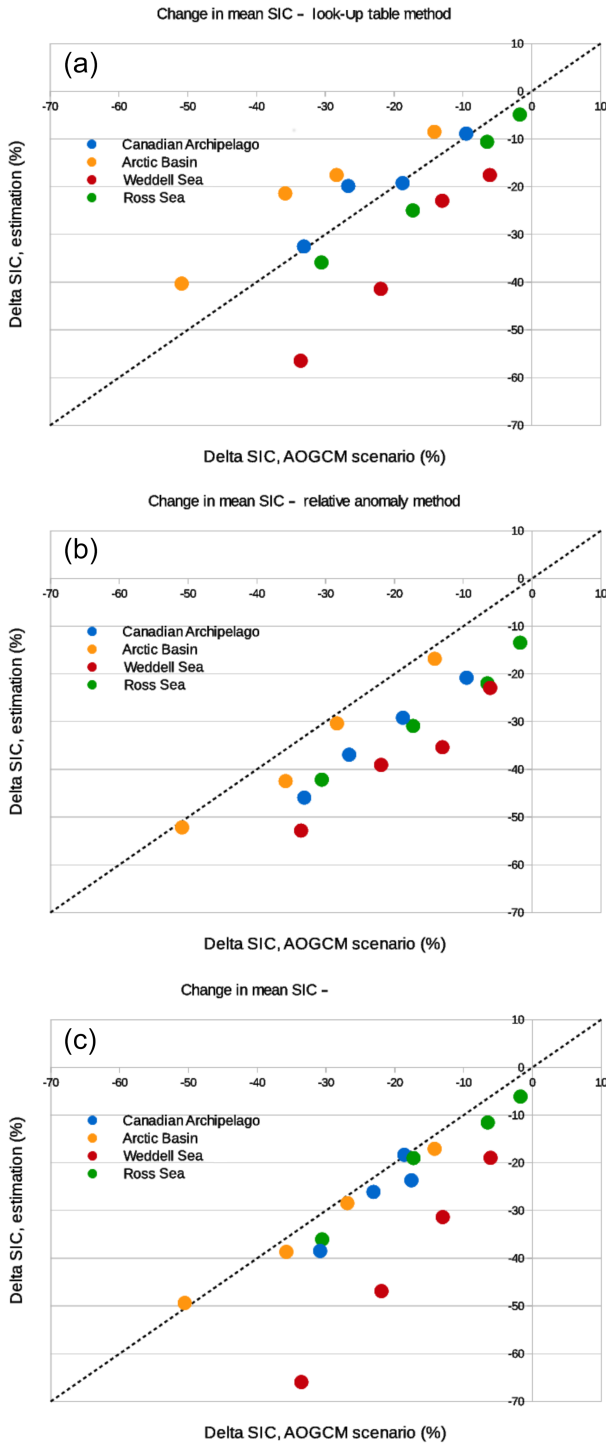 Change in mean SIC – look-Up table method
(a)
10
-70 -60 -50 -40 -30 -20 -10 0 10
0
-10
-20
-30
-40
-50
-60
-70
Canadian Archipelago
Arctic Basin
Weddell Sea
Ross Sea
Delta SIC, estimation (%)
Delta SIC, AOGCM scenario (%)
Change in mean SIC – relative anomaly method
(b)
10
0
-70 -60 -50 -40 -30 -20 -10 0 10
-10
-20
-30
-40
-50
-60
-70
Canadian Archipelago
Arctic Basin
Weddell Sea
Ross Sea
Delta SIC, estimation (%)
Delta SIC, AOGCM scenario (%)
Change in mean SIC –
(c)
10
0
-70 -60 -50 -40 -30 -20 -10 0 10
-10
-20
-30
-40
-50
-60
-70
Canadian Archipelago
Arctic Basin
Weddell Sea
Ross Sea
Delta SIC, estimation (%)
Delta SIC, AOGCM scenario (%)